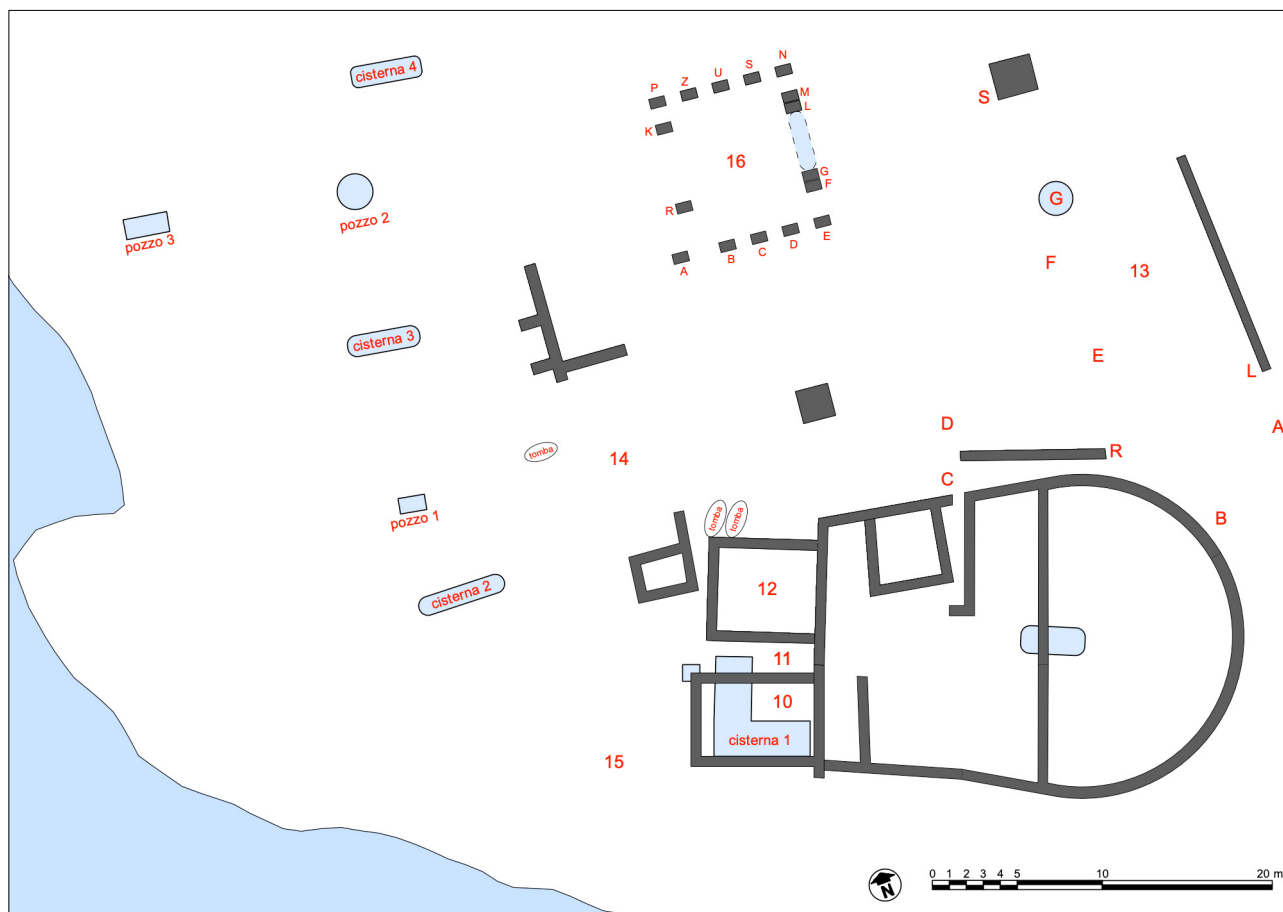 cisterna 4
N
S
U
Z
P
M
L
K
S
16
G
F
pozzo 2
pozzo 3
R
G
E
D
C
B
A
F
13
cisterna 3
E
L
D
A
R
tomba
14
C
pozzo 1
tomba
tomba
B
cisterna 2
12
11
10
cisterna 1
15
N
0 1 2 3 4 5 10 20 m